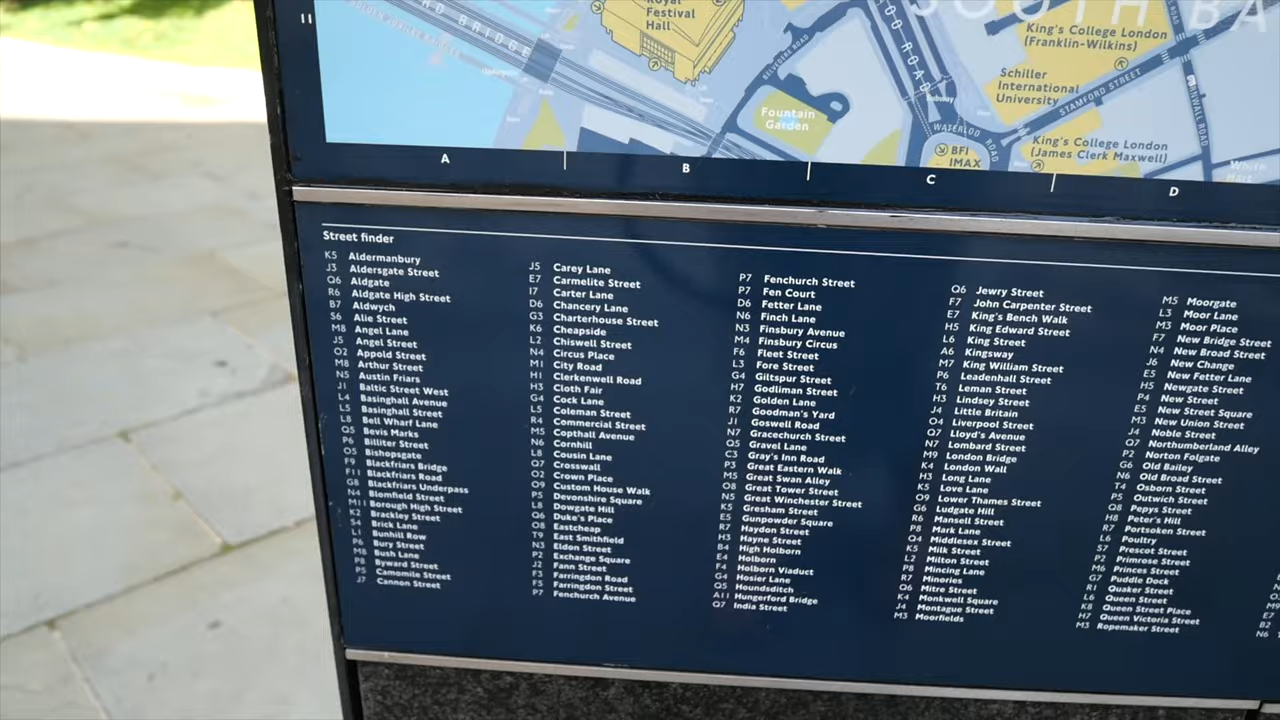 11
Royal
Festival
Hall
BRIDGE
BELVEDERE ROAD
Fountain
Garden
ROAD
Subway
WATERLOO ROAD
BFI
IMAX
SOUTH BA
King's College London
(Franklin-Wilkins)
Schiller
International
University
STAMFORD STREET
King's College London
(James Clerk Maxwell)
CORNWALL ROAD
A
B
C
D
Street finder
K5 Aldermanbury
J3 Aldersgate Street
Q6 Aldgate
R6 Aldgate High Street
B7 Aldwych
S6 Alie Street
M8 Angel Lane
J5 Angel Street
O2 Appold Street
M8 Arthur Street
N5 Austin Friars
J1 Baltic Street West
L4 Basinghall Avenue
L5 Basinghall Street
L8 Bell Wharf Lane
Q5 Bevis Marks
P6 Billiter Street
O5 Bishopsgate
F9 Blackfriars Bridge
F11 Blackfriars Road
G8 Blackfriars Underpass
N4 Blomfield Street
M11 Borough High Street
K2 Brackley Street
S4 Brick Lane
L1 Bunhill Row
P6 Bury Street
M8 Bush Lane
P8 Byward Street
P5 Camomile Street
J7 Cannon Street
J5 Carey Lane
E7 Carmelite Street
I7 Carter Lane
D6 Chancery Lane
G3 Charterhouse Street
K6 Cheapside
L2 Chiswell Street
N4 Circus Place
M1 City Road
H1 Clerkenwell Road
H3 Cloth Fair
G4 Cock Lane
L5 Coleman Street
R4 Commercial Street
M5 Copthall Avenue
N6 Cornhill
L8 Cousin Lane
Q7 Crosswall
O2 Crown Place
O9 Custom House Walk
P5 Devonshire Square
L8 Dowgate Hill
Q6 Duke's Place
O8 Eastcheap
T9 East Smithfield
N3 Eldon Street
P2 Exchange Square
J2 Fann Street
F3 Farringdon Road
F5 Farringdon Street
P7 Fenchurch Avenue
P7 Fenchurch Street
P7 Fen Court
D6 Fetter Lane
N6 Finch Lane
N3 Finsbury Avenue
M4 Finsbury Circus
F6 Fleet Street
L3 Fore Street
G4 Giltspur Street
H7 Godliman Street
K2 Golden Lane
R7 Goodman's Yard
J1 Goswell Road
N7 Gracechurch Street
Q5 Gravel Lane
C3 Gray's Inn Road
P3 Great Eastern Walk
M5 Great Swan Alley
O8 Great Tower Street
N5 Great Winchester Street
K5 Gresham Street
E5 Gunpowder Square
R7 Haydon Street
H3 Hayne Street
B4 High Holborn
E4 Holborn
F4 Holborn Viaduct
G4 Hosier Lane
Q5 Houndsditch
A11 Hungerford Bridge
Q7 India Street
Q6 Jewry Street
F7 John Carpenter Street
E7 King's Bench Walk
H5 King Edward Street
L6 King Street
A6 Kingsway
M7 King William Street
P6 Leadenhall Street
T6 Leman Street
H3 Lindsey Street
J4 Little Britain
O4 Liverpool Street
Q7 Lloyd's Avenue
N7 Lombard Street
M9 London Bridge
K4 London Wall
H3 Long Lane
K5 Love Lane
O9 Lower Thames Street
G6 Ludgate Hill
R6 Mansell Street
P8 Mark Lane
Q4 Middlesex Street
K5 Milk Street
L2 Milton Street
P8 Mincing Lane
R7 Minories
Q6 Mitre Street
K4 Monkwell Square
J4 Montague Street
M3 Moorfields
M5 Moorgate
L3 Moor Lane
M3 Moor Place
F7 New Bridge Street
N4 New Broad Street
J6 New Change
E5 New Fetter Lane
H5 Newgate Street
P4 New Street
E5 New Street Square
M3 New Union Street
J4 Noble Street
Q7 Northumberland Alley
P2 Norton Folgate
G6 Old Bailey
N6 Old Broad Street
T4 Osborn Street
P5 Outwich Street
Q8 Pepys Street
H8 Peter's Hill
R7 Portsoken Street
L6 Poultry
S7 Prescot Street
P2 Primrose Street
M6 Princes Street
G7 Puddle Dock
R1 Quaker Street
L6 Queen Street
K8 Queen Street Place
H7 Queen Victoria Street
M3 Ropemaker Street